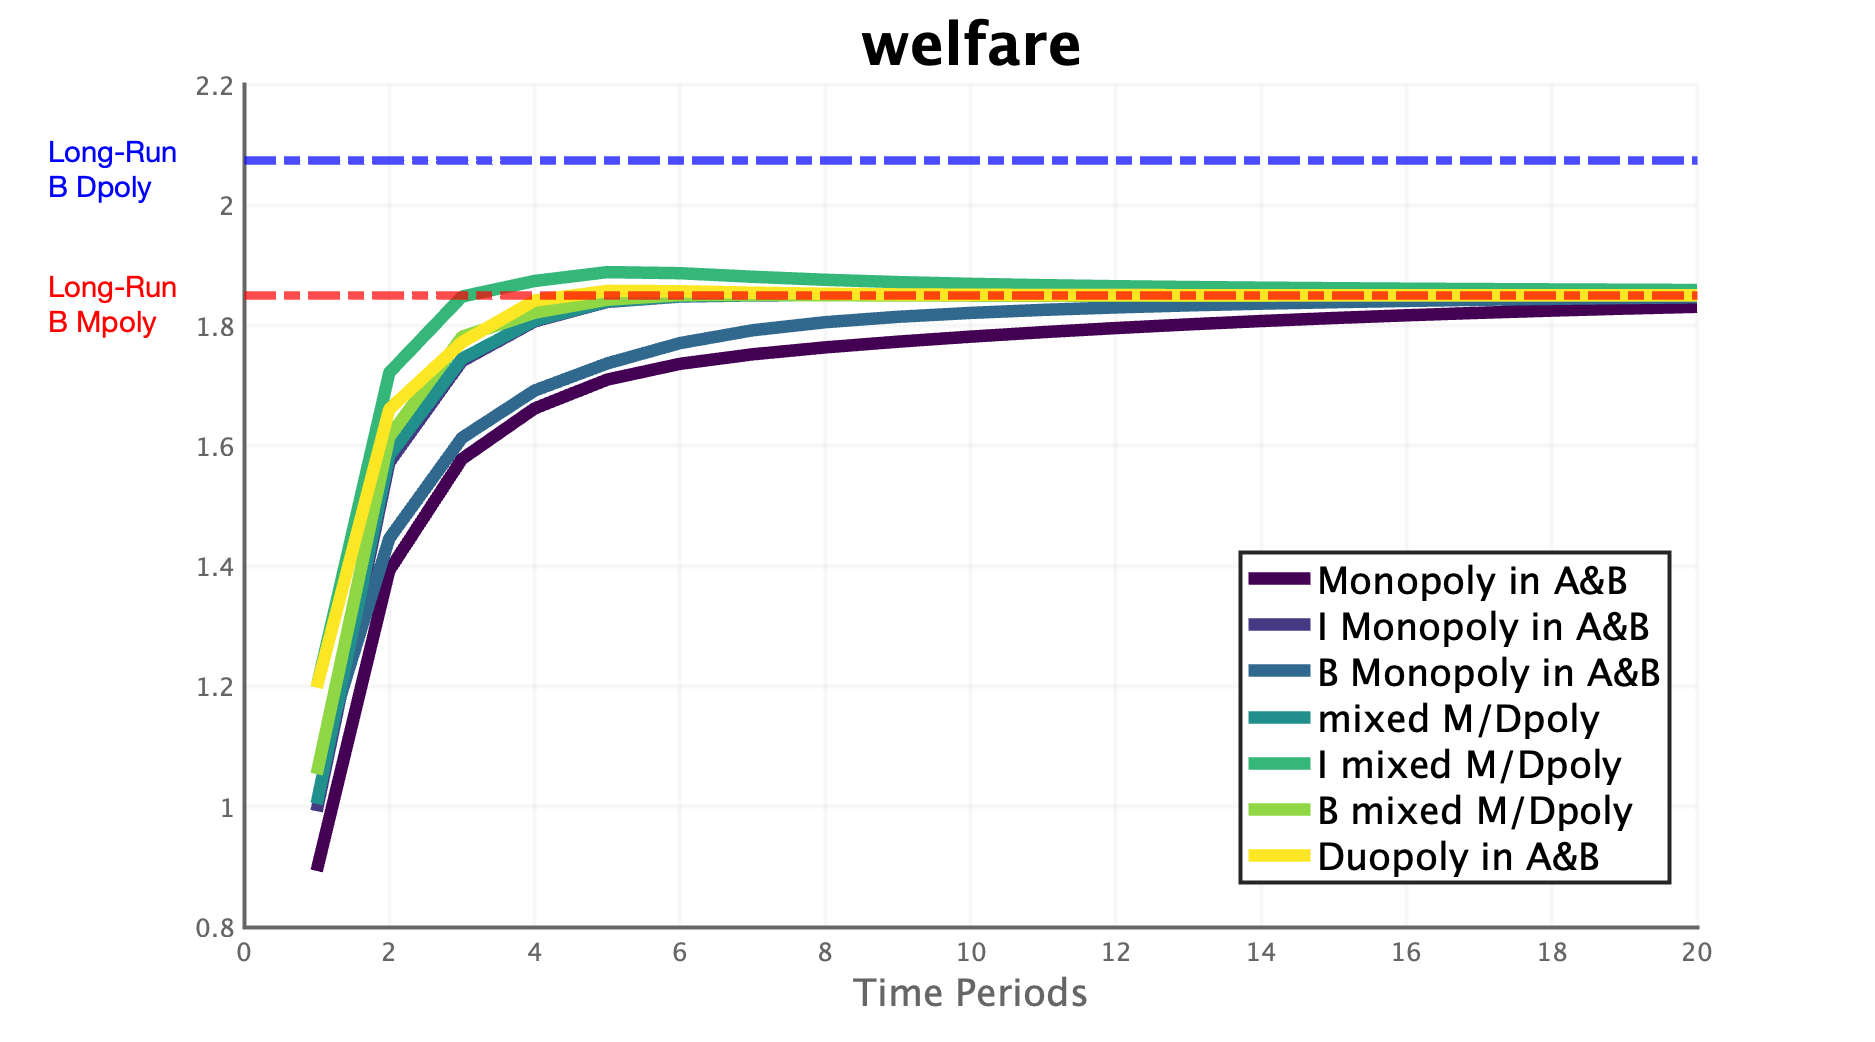 welfare
2.2
Long-Run
B Dpoly
2
Long-Run
B Mpoly
1.8
1.6
1.4
1.2
1
0.8
0 2 4 6 8 10 12 14 16 18 20
Time Periods
Monopoly in A&B
I Monopoly in A&B
B Monopoly in A&B
mixed M/Dpoly
I mixed M/Dpoly
B mixed M/Dpoly
Duopoly in A&B